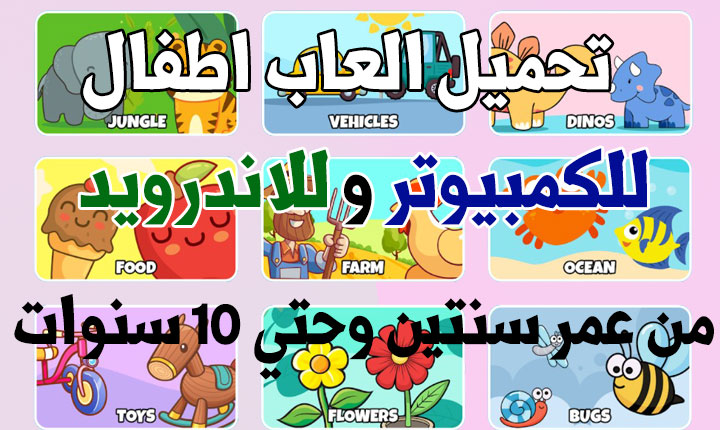 تحميل العاب اطفال
JUNGLE
VEHICLES
DINOS
للكمبيوتر و للاندرويد
FOOD
FARM
OCEAN
من عمر سنتين وحتي 10 سنوات
TOYS
FLOWERS
BUGS